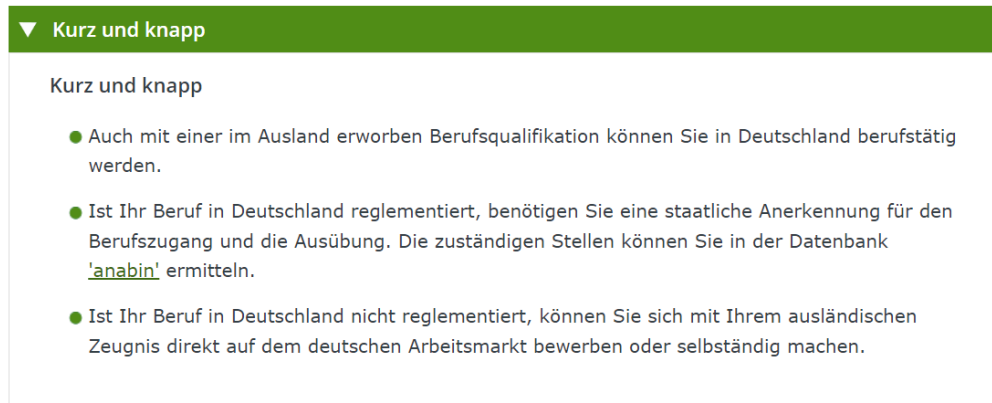 Kurz und knapp
Kurz und knapp
Auch mit einer im Ausland erworben Berufsqualifikation können Sie in Deutschland berufstätig
werden.
Ist Ihr Beruf in Deutschland reglementiert, benötigen Sie eine staatliche Anerkennung für den
Berufszugang und die Ausübung. Die zuständigen Stellen können Sie in der Datenbank
'anabin' ermitteln.
Ist Ihr Beruf in Deutschland nicht reglementiert, können Sie sich mit Ihrem ausländischen
Zeugnis direkt auf dem deutschen Arbeitsmarkt bewerben oder selbständig machen.